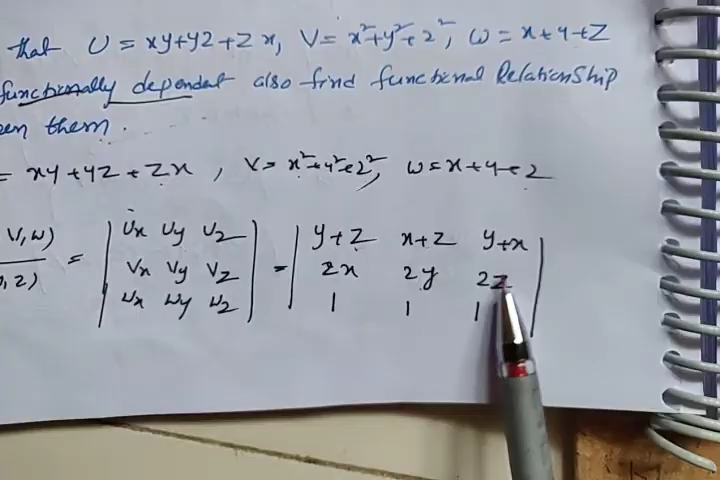 that U = xy+yz+zx, V = x²+y²+z², ω = x+y+z
functionally dependent also find functional Relationship
en them.
= xy+yz+zx, V= x²+y²+z², ω=x+y+z
V,ω) | Ux Uy Uz | | y+z x+z y+x |
= | Vx Vy Vz | = | 2x 2y 2z |
, z) | ωx ωy ωz | | 1 1 1 |